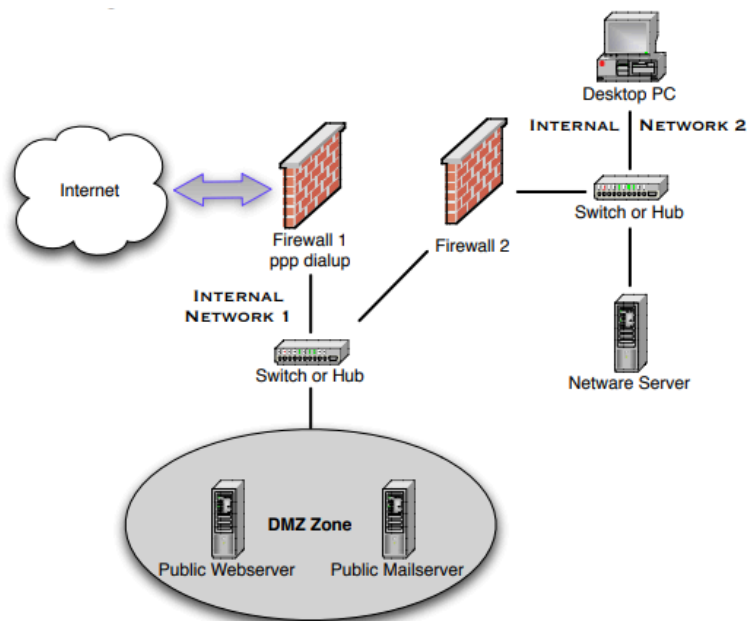 Desktop PC
INTERNAL NETWORK 2
Internet
Switch or Hub
Firewall 1
ppp dialup
Firewall 2
INTERNAL
NETWORK 1
Netware Server
Switch or Hub
DMZ Zone
Public Webserver
Public Mailserver